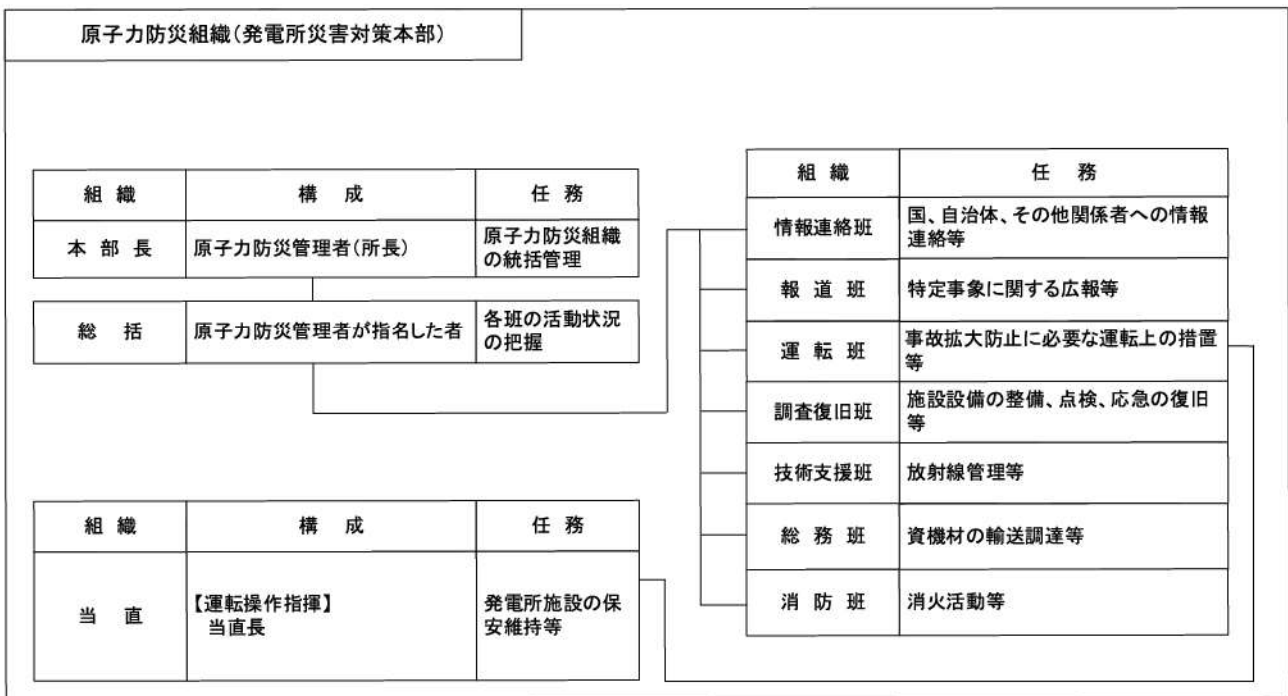 原子力防災組織(発電所災害対策本部)
組 織 構 成 任 務
本 部 長 原子力防災管理者(所長) 原子力防災組織
の統括管理
総 括 原子力防災管理者が指名した者 各班の活動状況
の把握
組 織 任 務
情報連絡班 国、自治体、その他関係者への情報
連絡等
報 道 班 特定事象に関する広報等
運 転 班 事故拡大防止に必要な運転上の措置
等
調査復旧班 施設設備の整備、点検、応急の復旧
等
技術支援班 放射線管理等
総 務 班 資機材の輸送調達等
消 防 班 消火活動等
組 織 構 成 任 務
当 直 【運転操作指揮】
当直長
発電所施設の保
安維持等